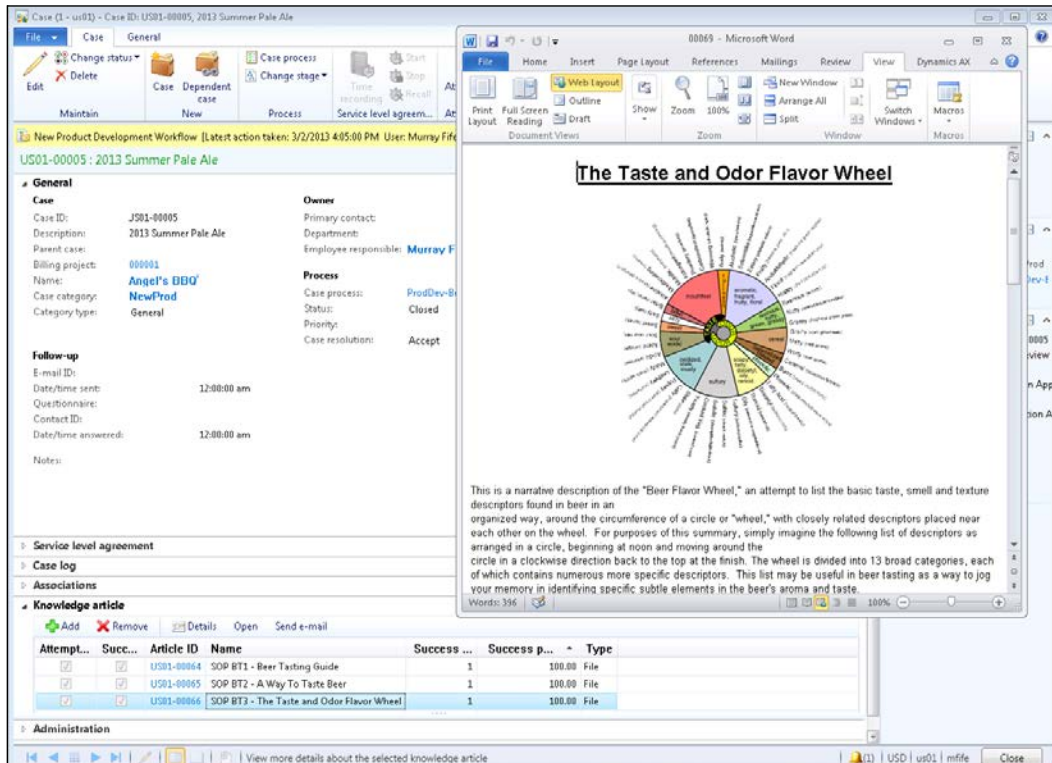 Case (1 - us01) - Case ID: US01-00005, 2013 Summer Pale Ale
File Case General
Edit
Change status
Delete
Maintain
Case
Dependent case
New
Case process
Change stage
Process
Time recording
Start
Stop
Recall
Service level agreem...
New Product Development Workflow (Latest action taken: 3/2/2013 4:05:00 PM User: Murray Fife
US01-00005 : 2013 Summer Pale Ale
General
Case
Case ID: JS01-00005
Description: 2013 Summer Pale Ale
Parent case:
Billing project: 000001
Name: Angel's BBQ
Case category: NewProd
Category type: General
Follow-up
E-mail ID:
Date/time sent: 12:00:00 am
Questionnaire:
Contact ID:
Date/time answered: 12:00:00 am
Notes:
Owner
Primary contact:
Department:
Employee responsible: Murray F
Process
Case process: ProdDev-Be
Status: Closed
Priority:
Case resolution: Accept
Service level agreement
Case log
Associations
Knowledge article
Add Remove Details Open Send e-mail
Attempt... Succ... Article ID Name Success ... Success p... Type
US01-00064 SOP BT1 - Beer Tasting Guide 1 100.00 File
US01-00065 SOP BT2 - A Way To Taste Beer 1 100.00 File
US01-00066 SOP BT3 - The Taste and Odor Flavor Wheel 1 100.00 File
Administration
View more details about the selected knowledge article
(1) USD us01 mfife Close
00069 - Microsoft Word
File Home Insert Page Layout References Mailings Review View Dynamics AX
Print Layout
Full Screen Reading
Web Layout
Outline
Draft
Document Views
Show
Zoom
100%
Zoom
New Window
Arrange All
Split
Switch Windows
Window
Macros
Macros
The Taste and Odor Flavor Wheel
This is a narrative description of the "Beer Flavor Wheel," an attempt to list the basic taste, smell and texture
descriptors found in beer in an
organized way, around the circumference of a circle or "wheel," with closely related descriptors placed near
each other on the wheel. For purposes of this summary, simply imagine the following list of descriptors as
arranged in a circle, beginning at noon and moving around the
circle in a clockwise direction back to the top at the finish. The wheel is divided into 13 broad categories, each
of which contains numerous more specific descriptors. This list may be useful in beer tasting as a way to jog
your memory in identifying specific subtle elements in the beer's aroma and taste.
Words: 396
100%